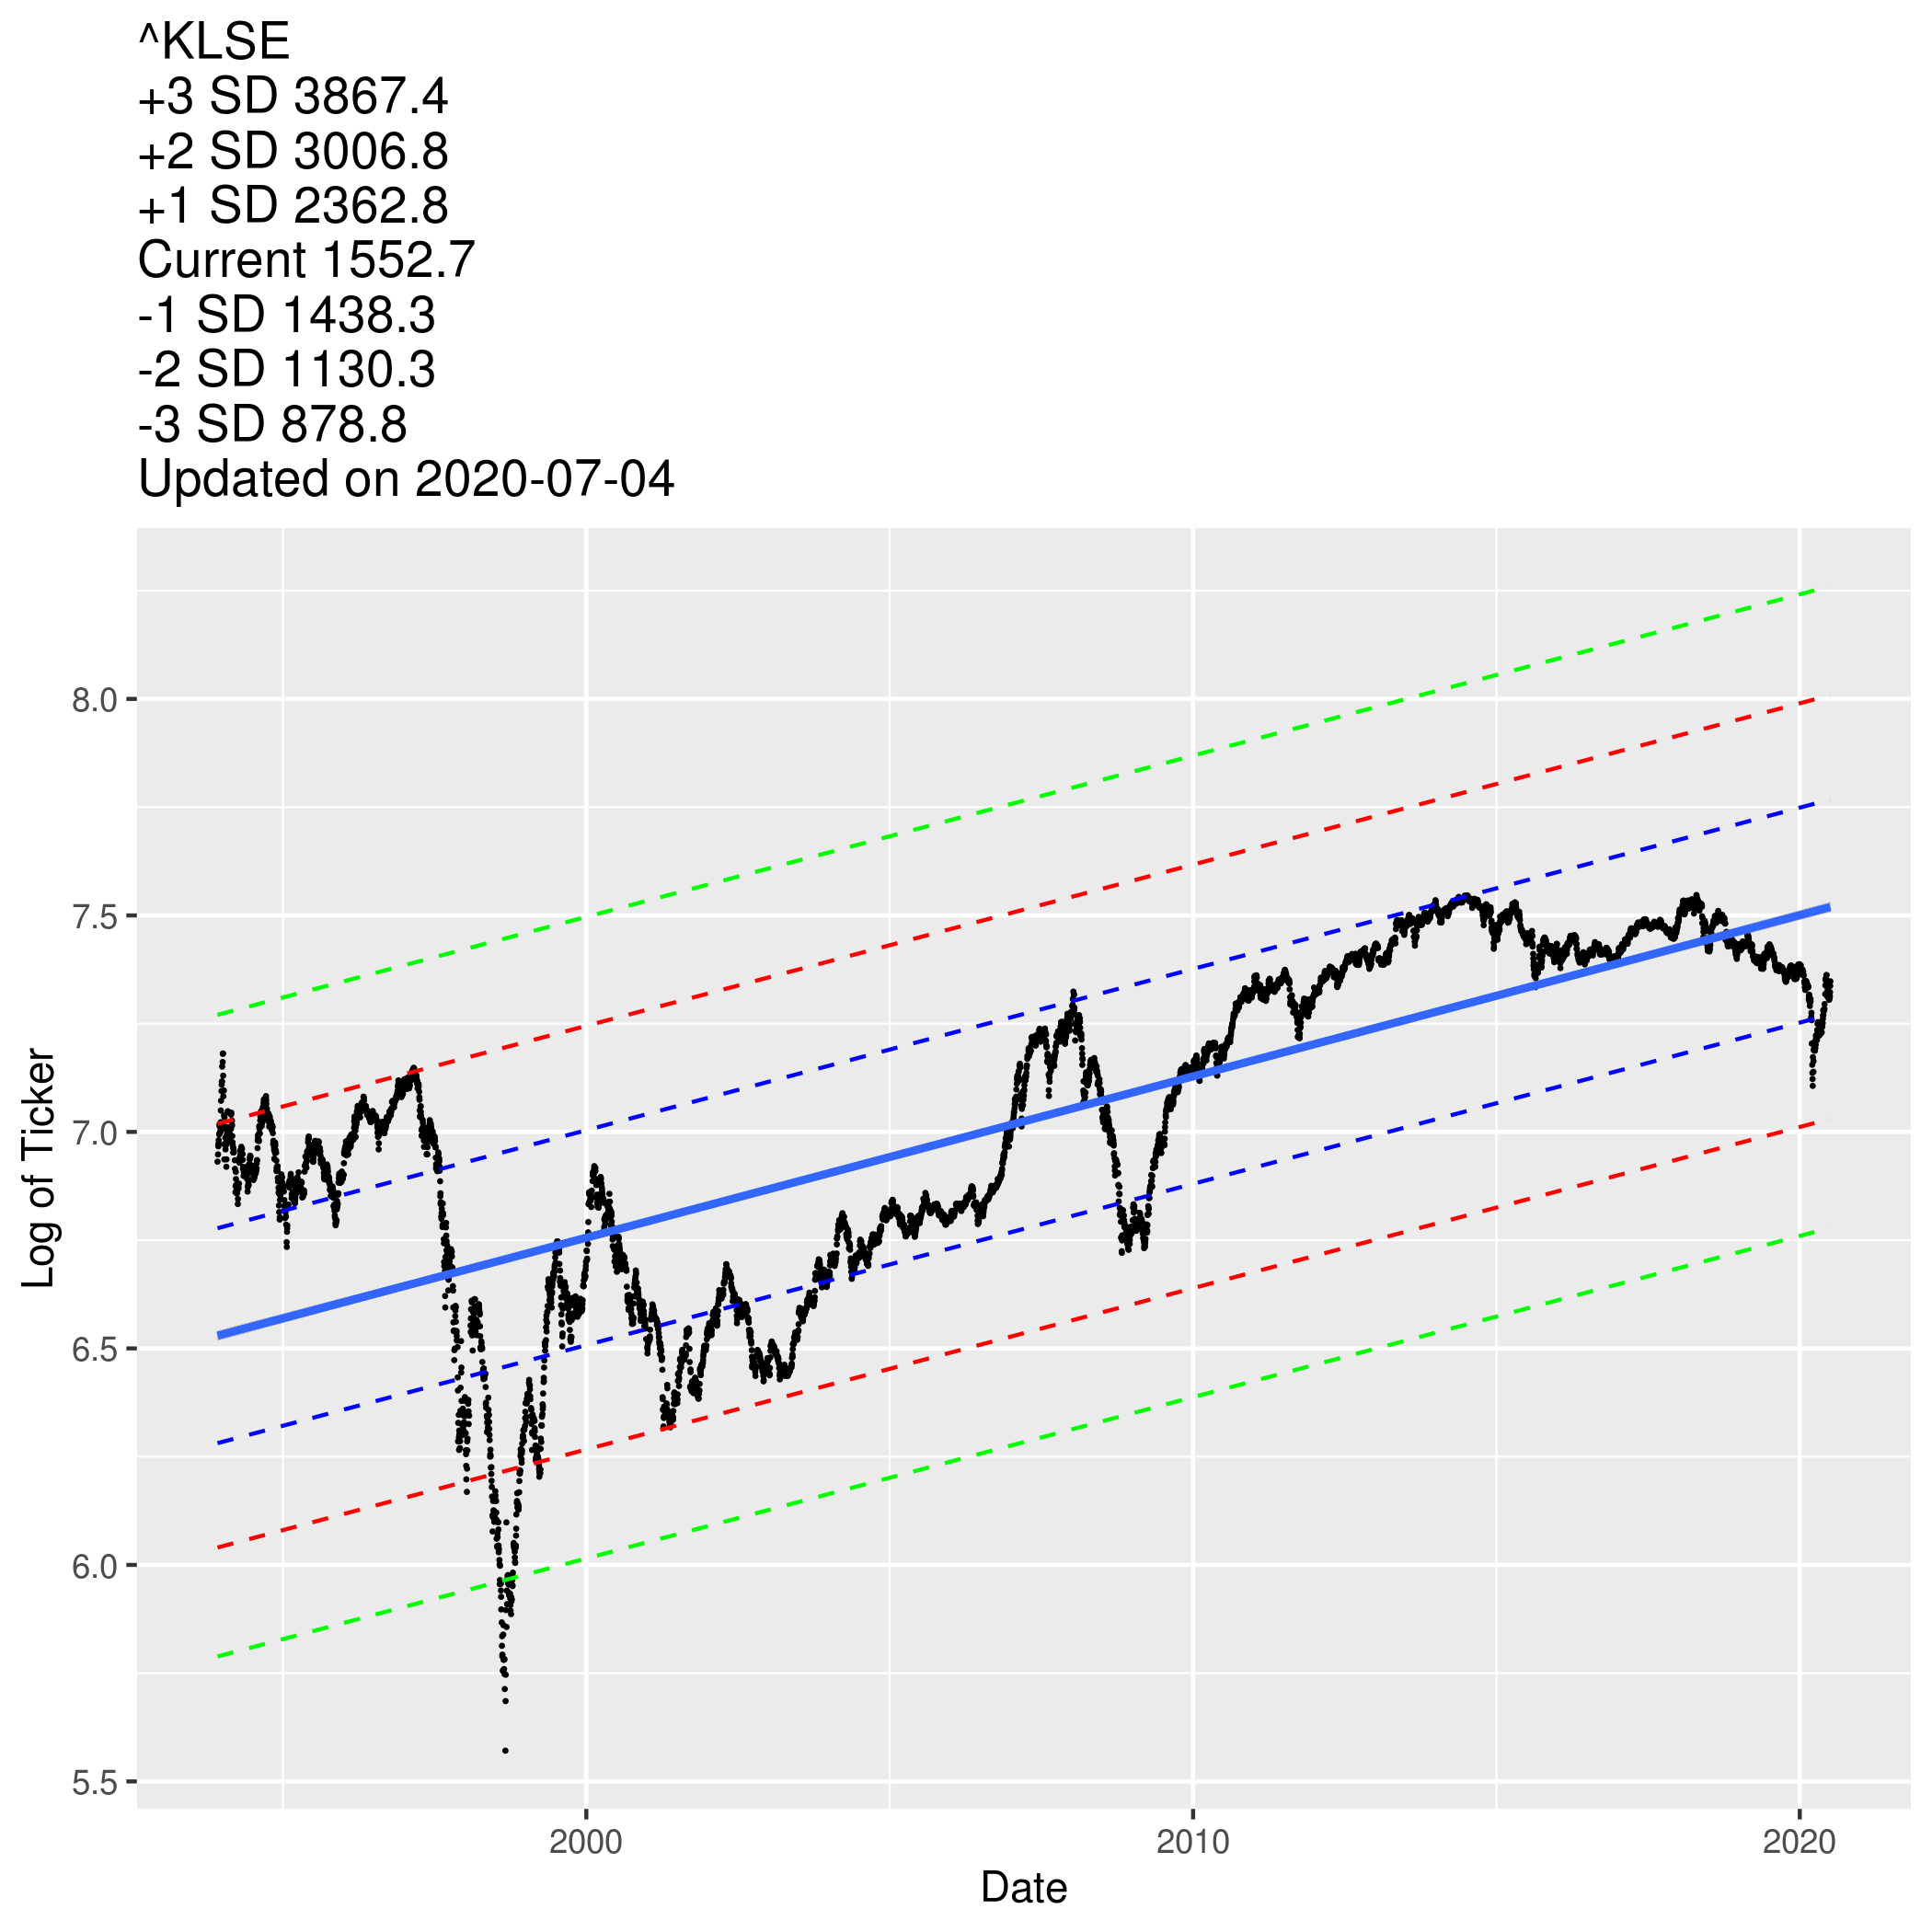 ^KLSE
+3 SD 3867.4
+2 SD 3006.8
+1 SD 2362.8
Current 1552.7
-1 SD 1438.3
-2 SD 1130.3
-3 SD 878.8
Updated on 2020-07-04
8.0
7.5
7.0
6.5
6.0
5.5
Log of Ticker
2000 2010 2020
Date